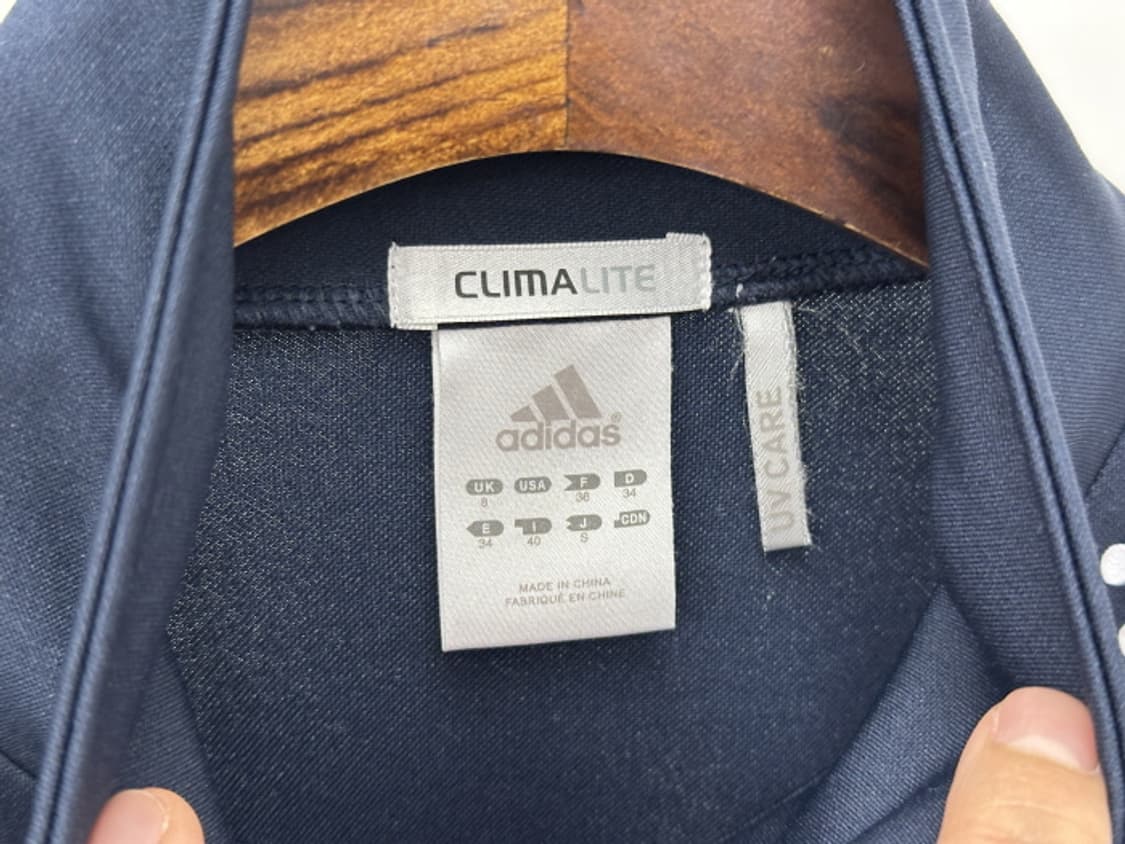 CLIMALITE
adidas®
UK USA F D
8 36 34
E I J CDN
34 40 S
MADE IN CHINA
FABRIQUÉ EN CHINE
UV CARE